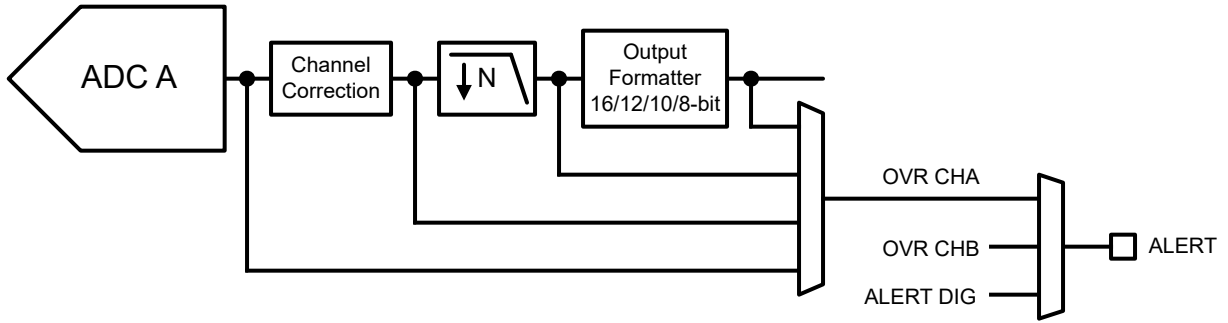 ADC A
Channel
Correction
N
Output
Formatter
16/12/10/8-bit
OVR CHA
OVR CHB
ALERT
ALERT DIG